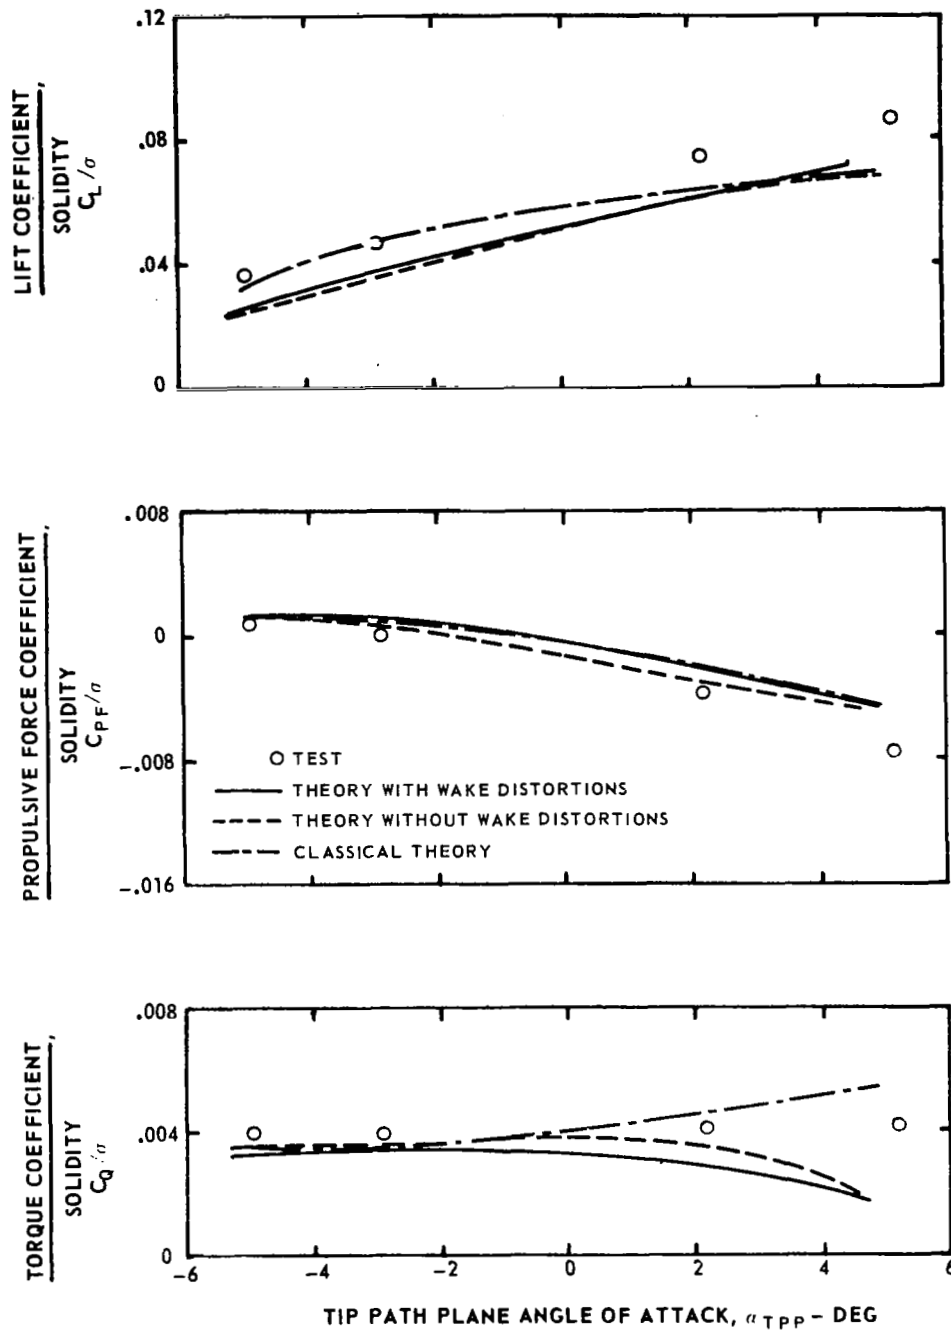 .12
.08
.04
0
LIFT COEFFICIENT,
SOLIDITY
C_L/σ
.008
0
-.008
-.016
PROPULSIVE FORCE COEFFICIENT,
SOLIDITY
C_PF/σ
TEST
THEORY WITH WAKE DISTORTIONS
THEORY WITHOUT WAKE DISTORTIONS
CLASSICAL THEORY
.008
.004
0
TORQUE COEFFICIENT,
SOLIDITY
C_Q/σ
-6 -4 -2 0 2 4 6
TIP PATH PLANE ANGLE OF ATTACK, α_TPP - DEG